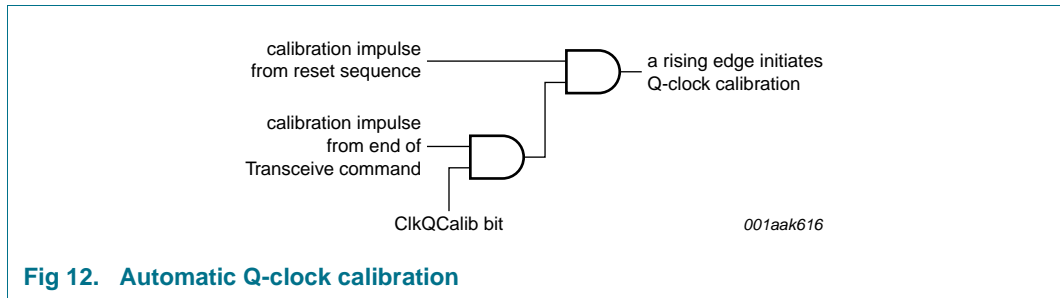 calibration impulse
from reset sequence
a rising edge initiates
Q-clock calibration
calibration impulse
from end of
Transceive command
ClkQCalib bit
001aak616
Fig 12. Automatic Q-clock calibration